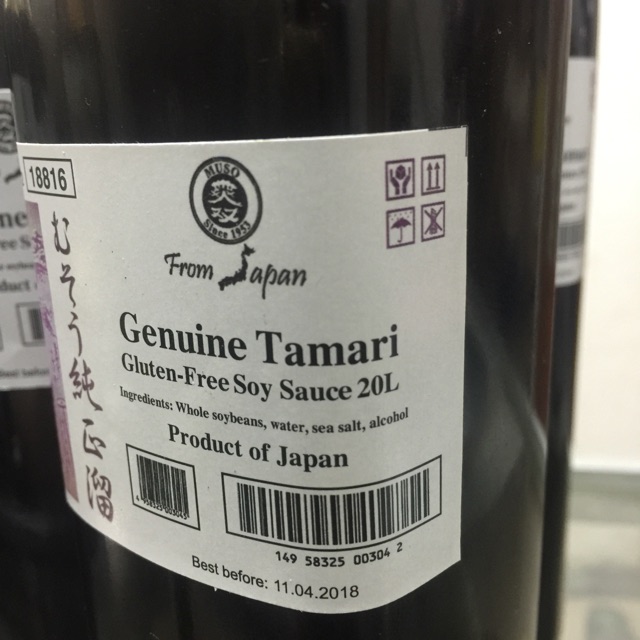 18816
MUSO
Since 1953
From Japan
むそう純正溜
Genuine Tamari
Gluten-Free Soy Sauce 20L
Ingredients: Whole soybeans, water, sea salt, alcohol
Product of Japan
149 58325 00304 2
Best before: 11.04.2018